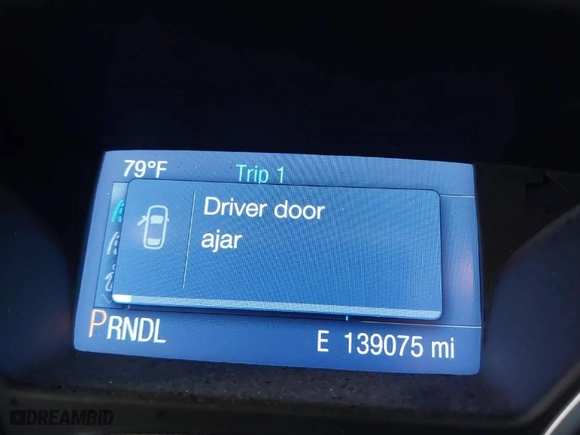 79°F Trip 1
Driver door
ajar
PRNDL E 139075 mi
DREAMBID